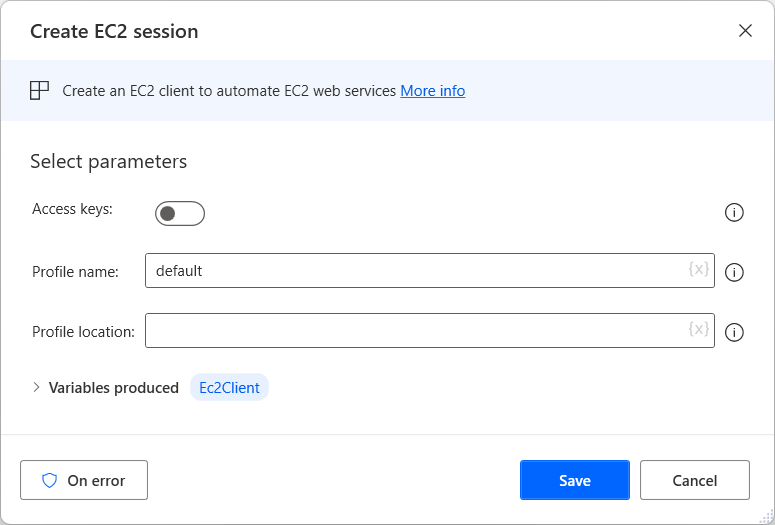 Create EC2 session
Create an EC2 client to automate EC2 web services More info
Select parameters
Access keys:
Profile name: default {x}
Profile location: {x}
Variables produced Ec2Client
On error Save Cancel